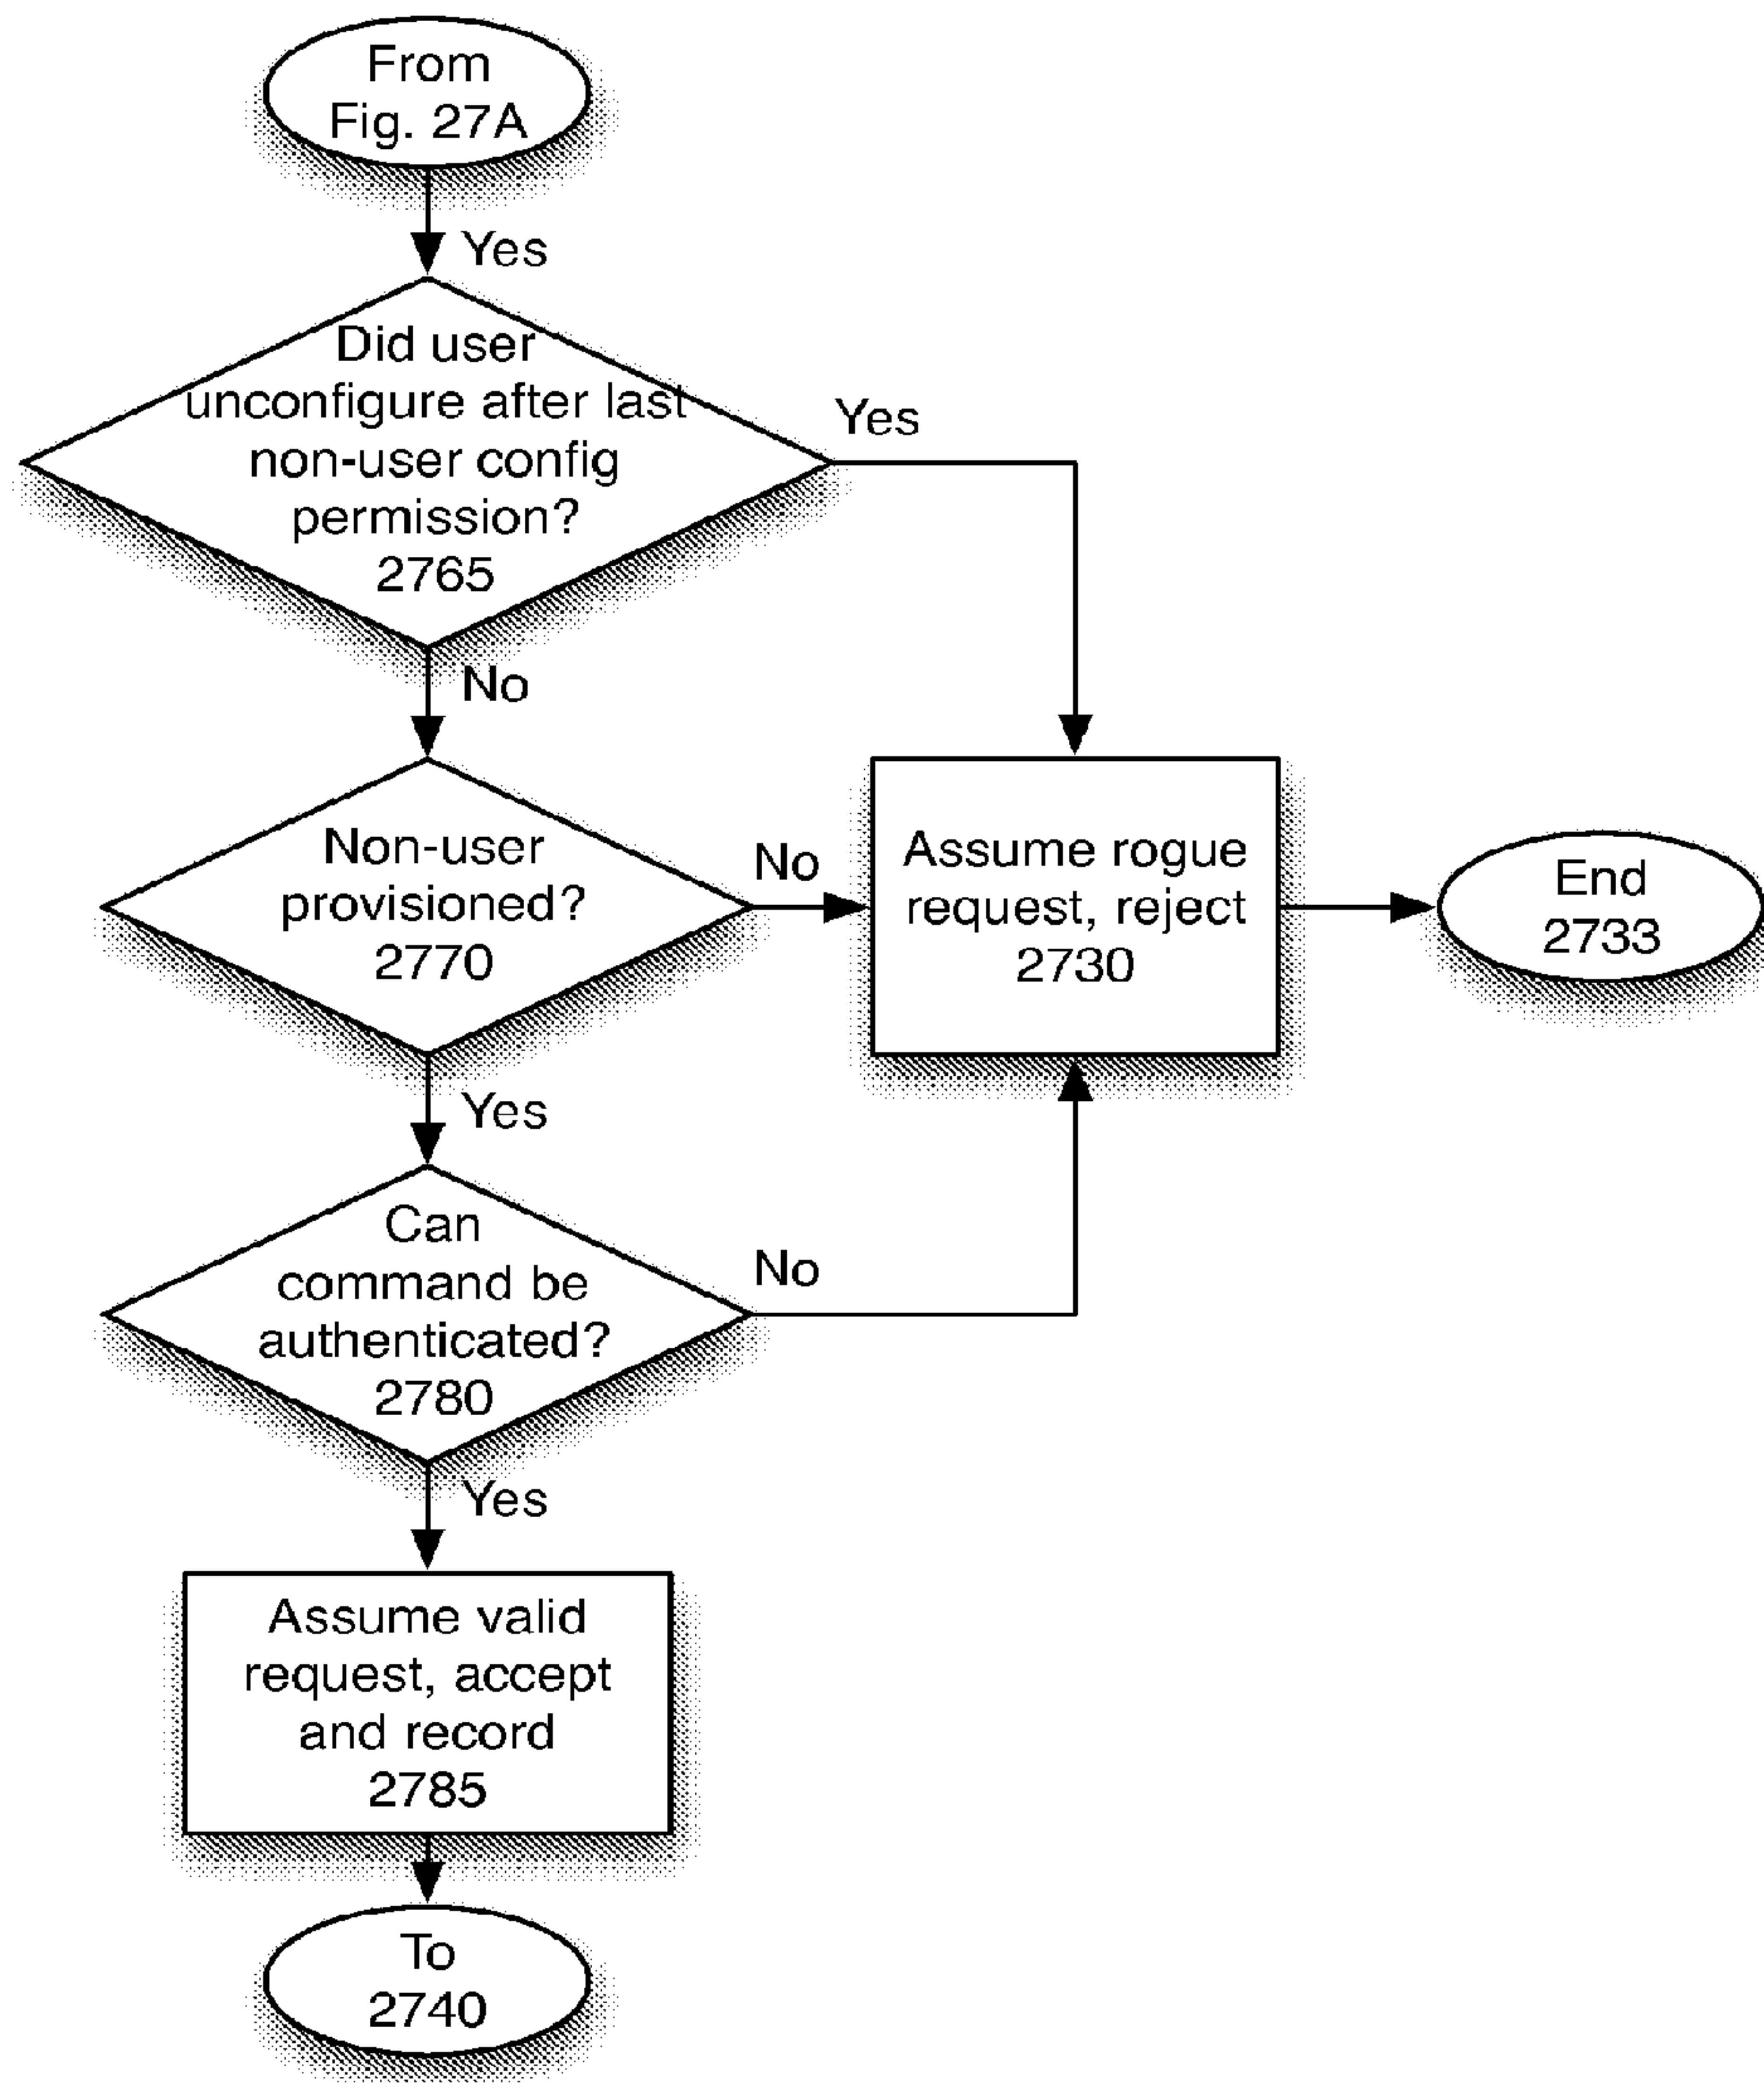 From
Fig. 27A
Yes
Did user
unconfigure after last
non-user config
permission?
2765
Yes
No
Non-user
provisioned?
2770
No
Assume rogue
request, reject
2730
End
2733
Yes
Can
command be
authenticated?
2780
No
Yes
Assume valid
request, accept
and record
2785
To
2740